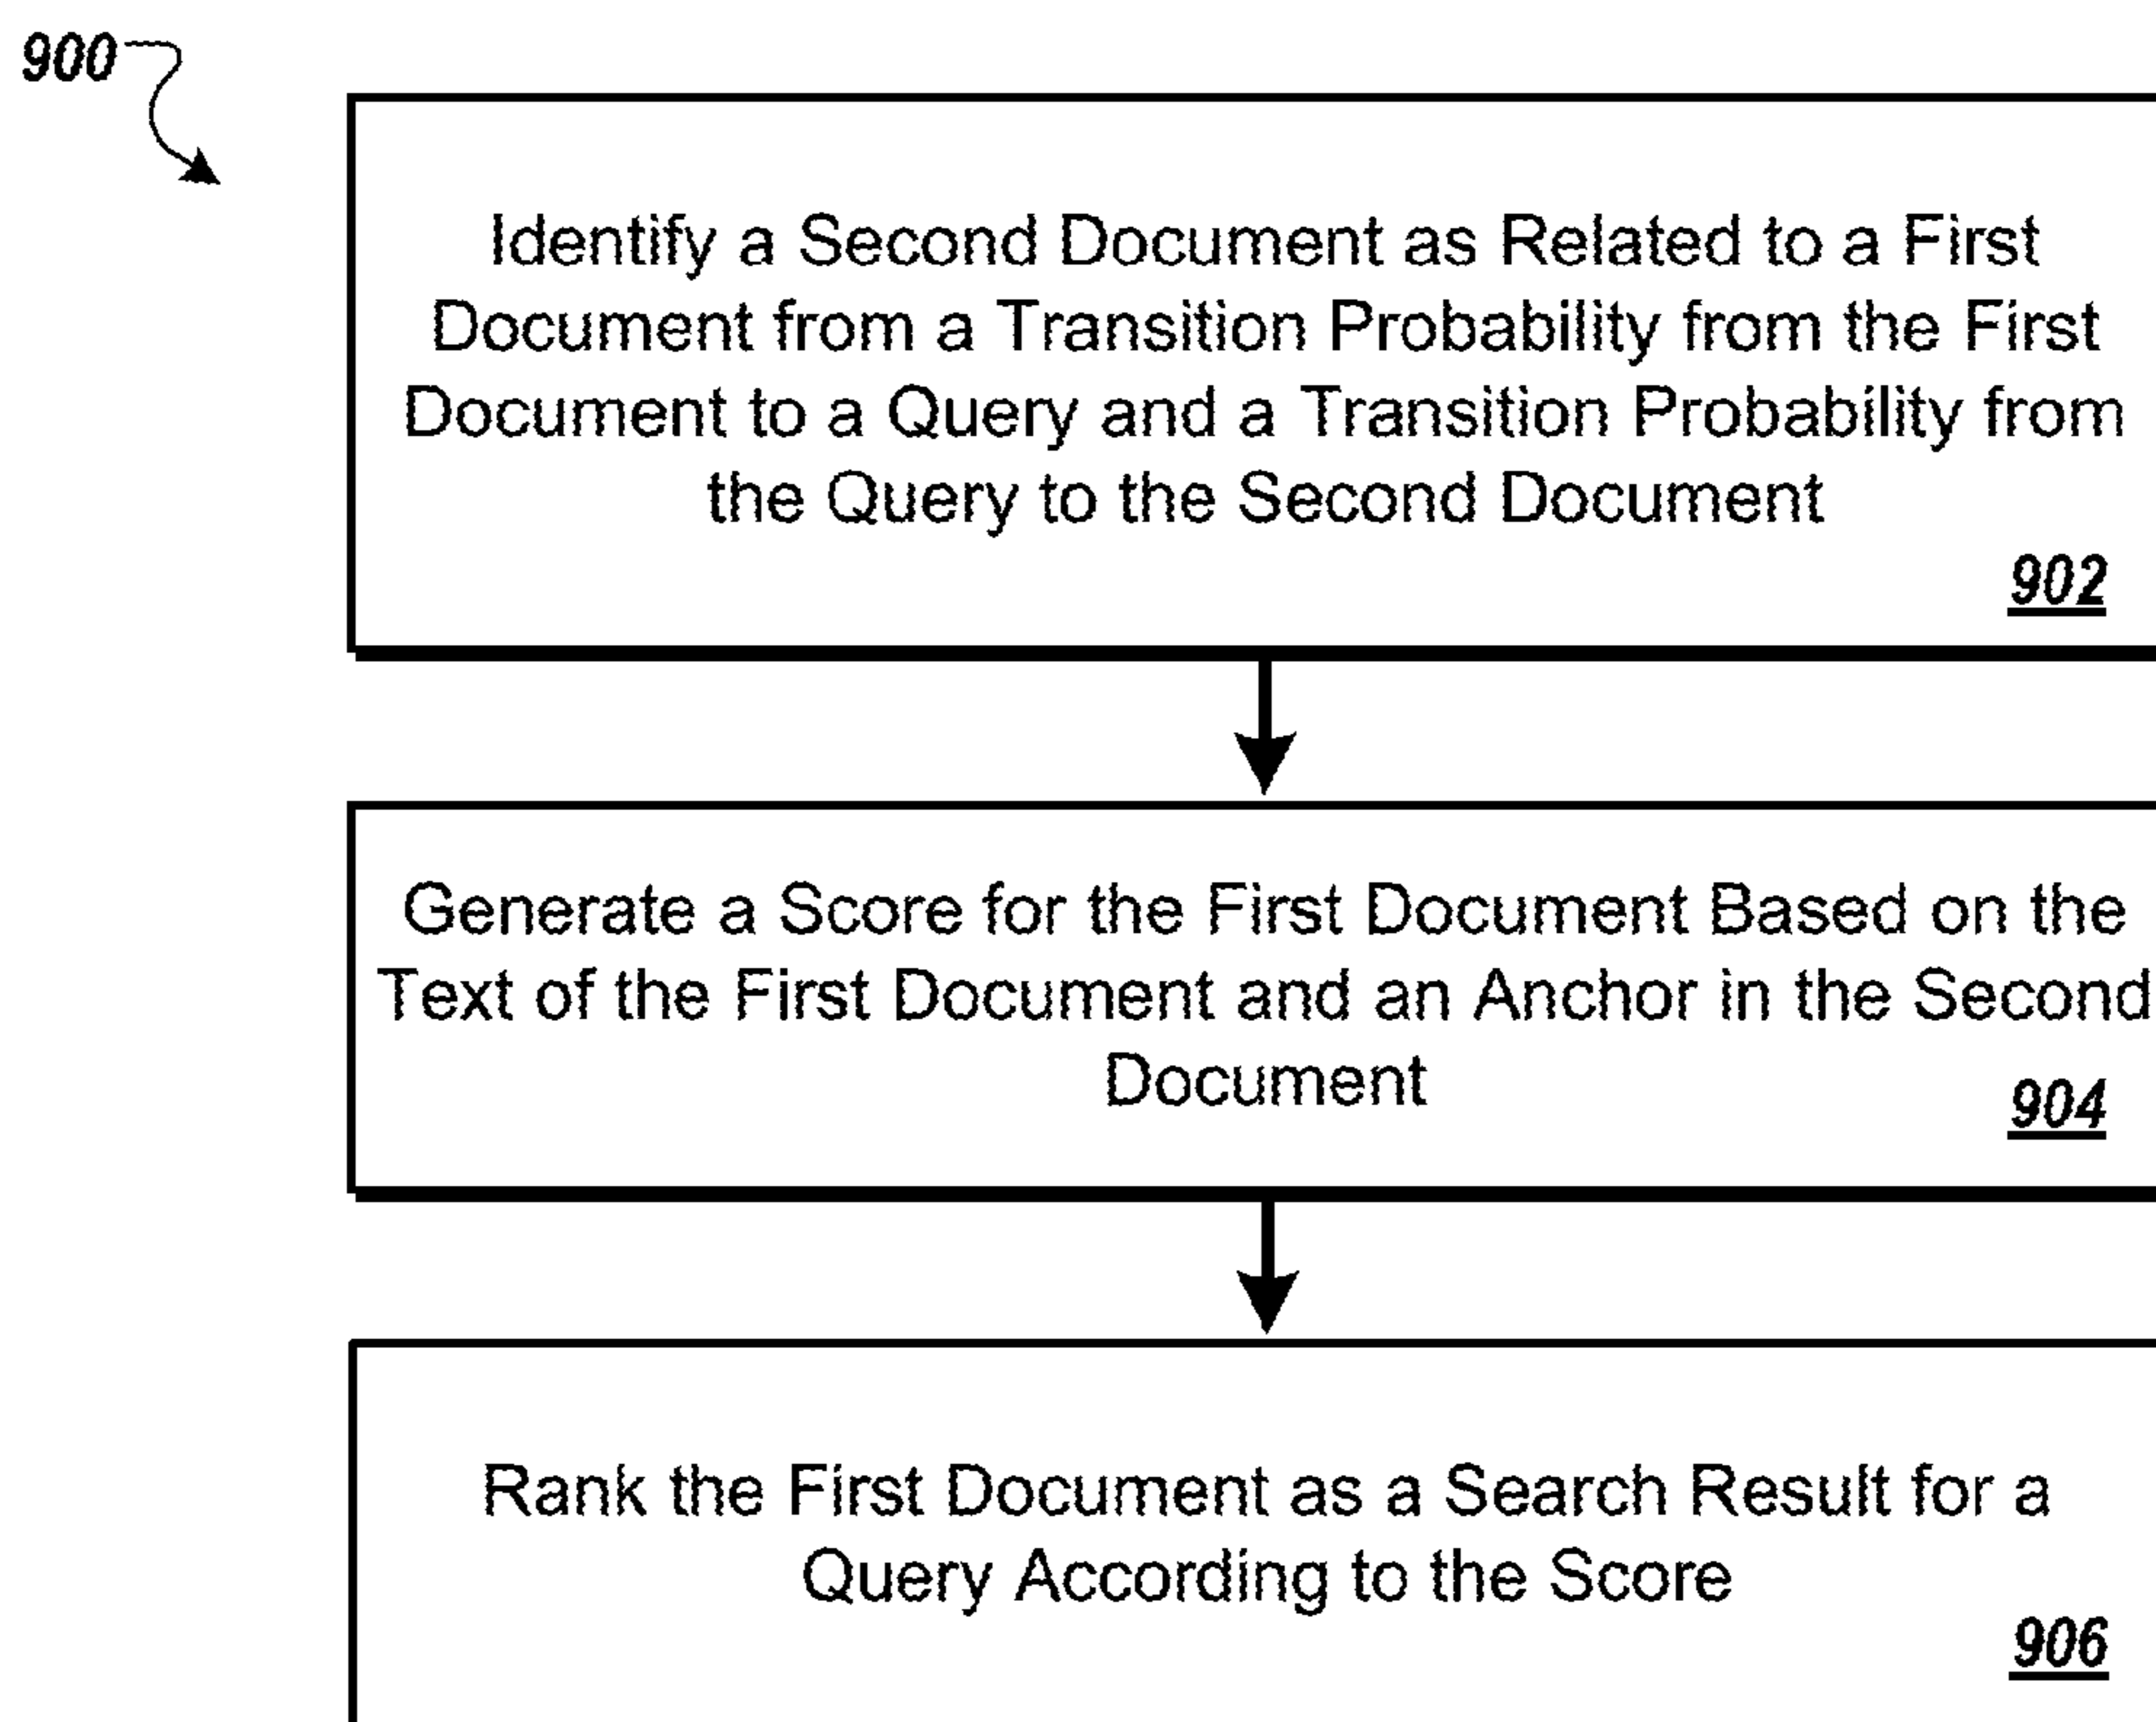 900
Identify a Second Document as Related to a First
Document from a Transition Probability from the First
Document to a Query and a Transition Probability from
the Query to the Second Document
902
Generate a Score for the First Document Based on the
Text of the First Document and an Anchor in the Second
Document
904
Rank the First Document as a Search Result for a
Query According to the Score
906